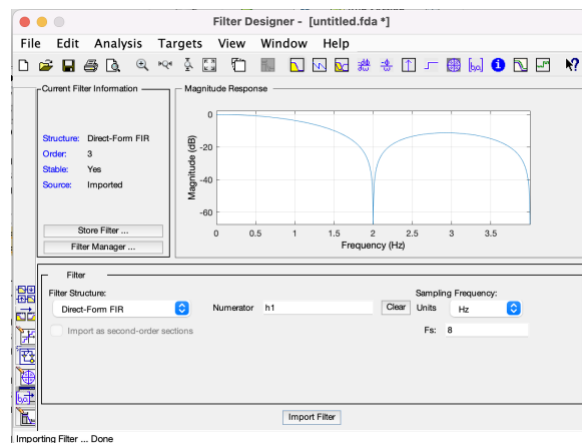 Filter Designer - [untitled.fda *]
File Edit Analysis Targets View Window Help
Current Filter Information
Structure: Direct-Form FIR
Order: 3
Stable: Yes
Source: Imported
Store Filter ...
Filter Manager ...
Magnitude Response
0
-20
-40
-60
Magnitude (dB)
0 0.5 1 1.5 2 2.5 3 3.5
Frequency (Hz)
Filter
Filter Structure:
Direct-Form FIR
Import as second-order sections
Numerator h1 Clear
Sampling Frequency:
Units Hz
Fs: 8
Import Filter
Importing Filter ... Done